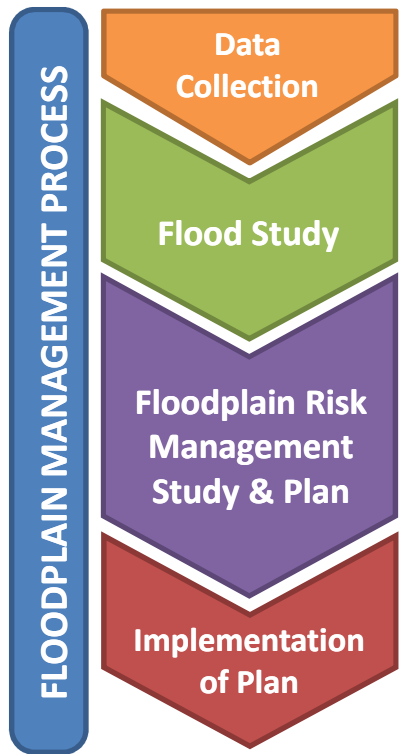 FLOODPLAIN MANAGEMENT PROCESS
Data
Collection
Flood Study
Floodplain Risk
Management
Study & Plan
Implementation
of Plan